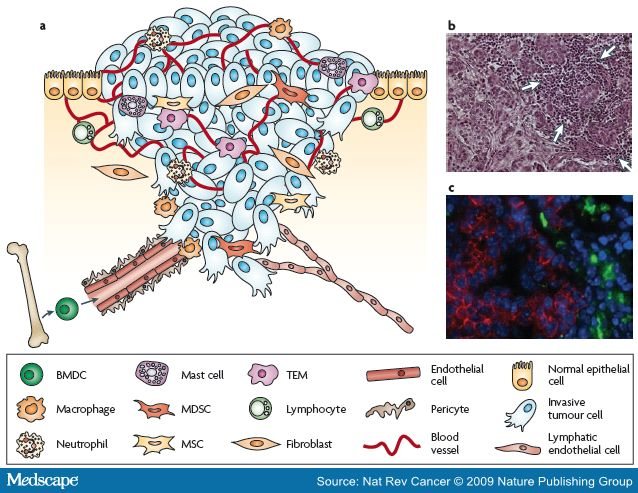 a
b
c
BMDC
Mast cell
TEM
Endothelial
cell
Normal epithelial
cell
Macrophage
MDSC
Lymphocyte
Pericyte
Invasive
tumour cell
Neutrophil
MSC
Fibroblast
Blood
vessel
Lymphatic
endothelial cell
Medscape
Source: Nat Rev Cancer © 2009 Nature Publishing Group